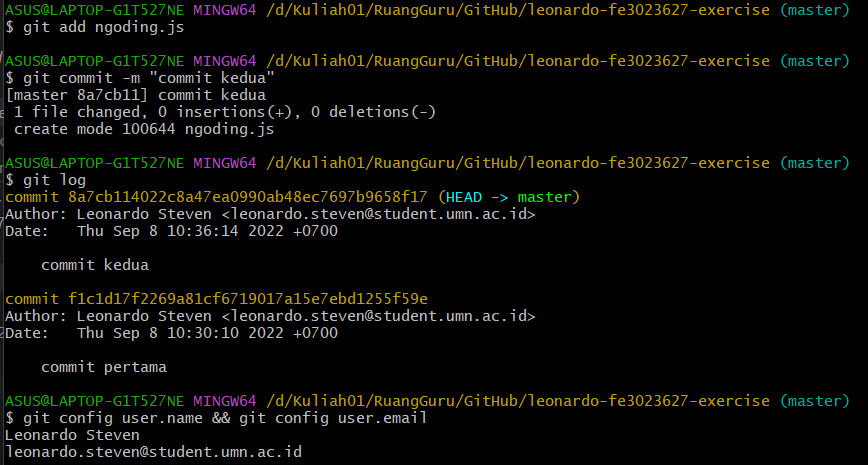 ASUS@LAPTOP-G1T527NE MINGW64 /d/Kuliah01/RuangGuru/GitHub/leonardo-fe3023627-exercise (master)
$ git add ngoding.js
ASUS@LAPTOP-G1T527NE MINGW64 /d/Kuliah01/RuangGuru/GitHub/leonardo-fe3023627-exercise (master)
$ git commit -m "commit kedua"
[master 8a7cb11] commit kedua
 1 file changed, 0 insertions(+), 0 deletions(-)
 create mode 100644 ngoding.js
ASUS@LAPTOP-G1T527NE MINGW64 /d/Kuliah01/RuangGuru/GitHub/leonardo-fe3023627-exercise (master)
$ git log
commit 8a7cb114022c8a47ea0990ab48ec7697b9658f17 (HEAD -> master)
Author: Leonardo Steven <leonardo.steven@student.umn.ac.id>
Date:   Thu Sep 8 10:36:14 2022 +0700
    commit kedua
commit f1c1d17f2269a81cf6719017a15e7ebd1255f59e
Author: Leonardo Steven <leonardo.steven@student.umn.ac.id>
Date:   Thu Sep 8 10:30:10 2022 +0700
    commit pertama
ASUS@LAPTOP-G1T527NE MINGW64 /d/Kuliah01/RuangGuru/GitHub/leonardo-fe3023627-exercise (master)
$ git config user.name && git config user.email
Leonardo Steven
leonardo.steven@student.umn.ac.id